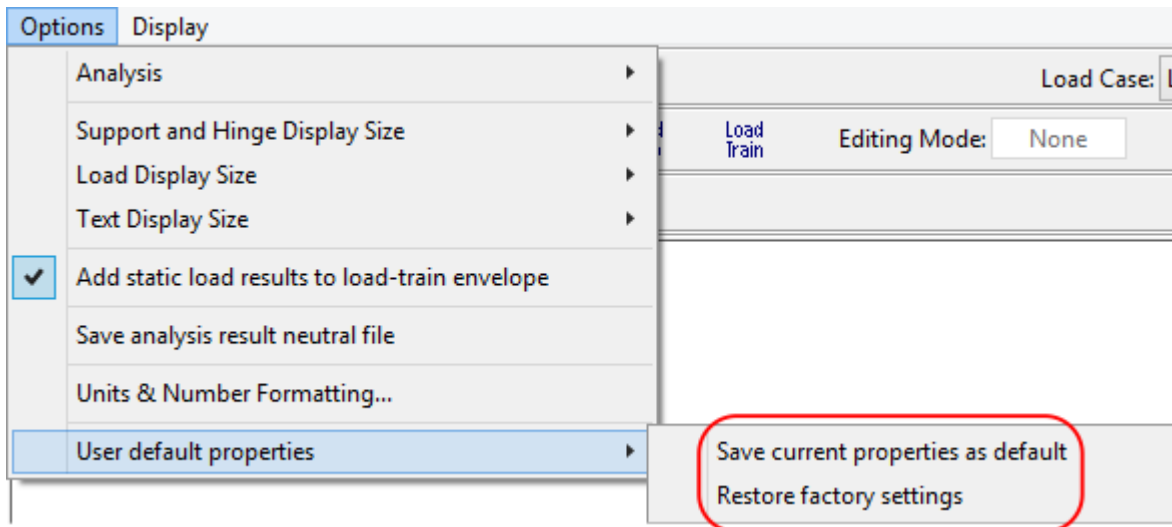 Options Display
Analysis
Load Case:
Support and Hinge Display Size
Load
Train
Editing Mode: None
Load Display Size
Text Display Size
Add static load results to load-train envelope
Save analysis result neutral file
Units & Number Formatting...
User default properties
Save current properties as default
Restore factory settings